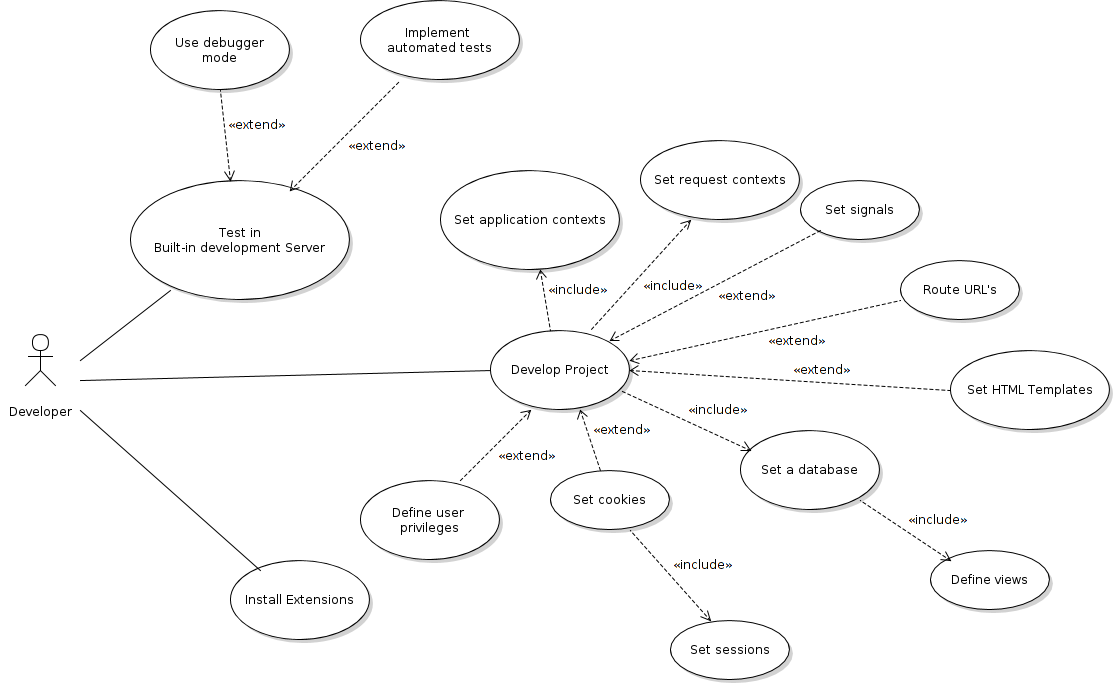 Use debugger
mode
Implement
automated tests
«extend»
«extend»
Test in
Built-in development Server
Set application contexts
Set request contexts
Set signals
«include»
«include»
«extend»
Route URL's
«extend»
Develop Project
«extend»
Set HTML Templates
Developer
«include»
«extend»
«extend»
Set a database
Define user
privileges
Set cookies
«include»
«include»
Define views
Install Extensions
Set sessions